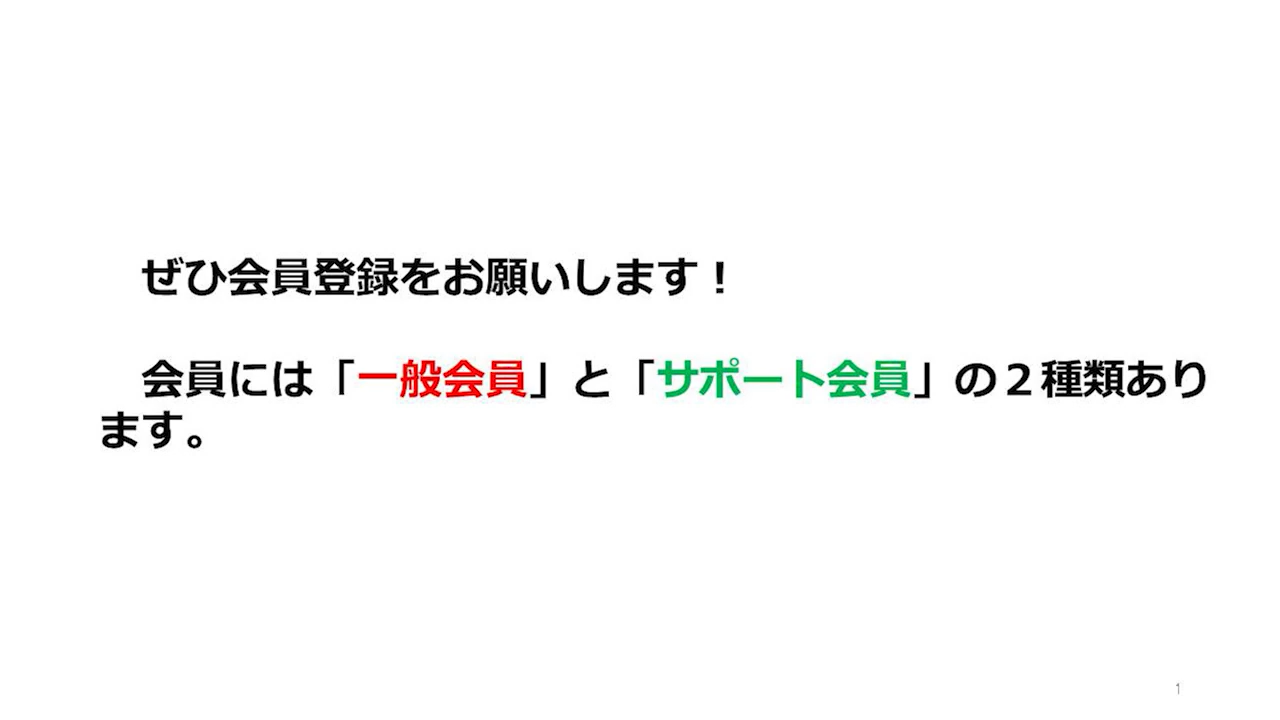 ぜひ会員登録をお願いします！
会員には「一般会員」と「サポート会員」の２種類あり
ます。
1